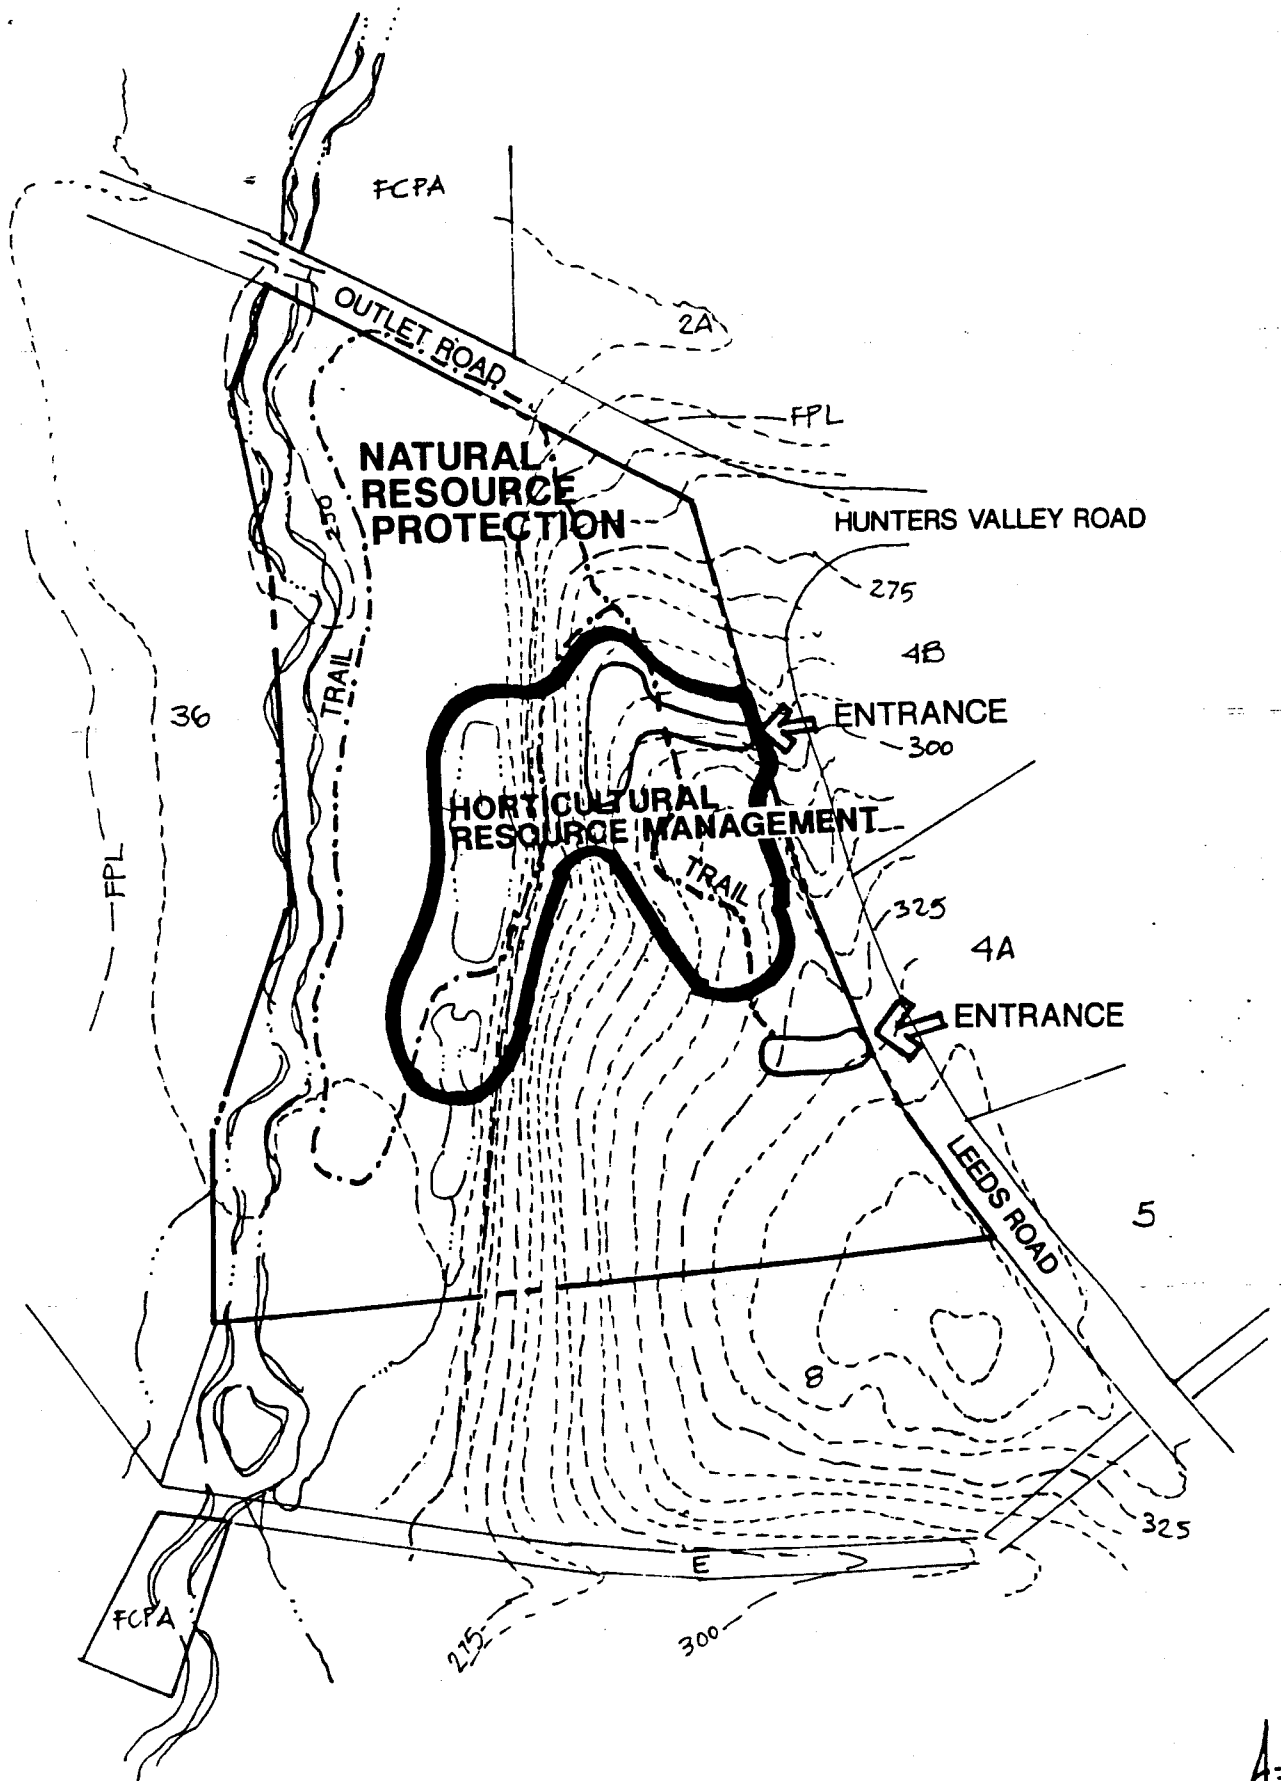 FCPA
OUTLET ROAD
2A
FPL
NATURAL
RESOURCE
PROTECTION
250
HUNTERS VALLEY ROAD
275
4B
TRAIL
36
ENTRANCE
300
HORTICULTURAL
RESOURCE MANAGEMENT
FPL
TRAIL
325
4A
ENTRANCE
LEEDS ROAD
5
8
325
E
FCPA
275
300